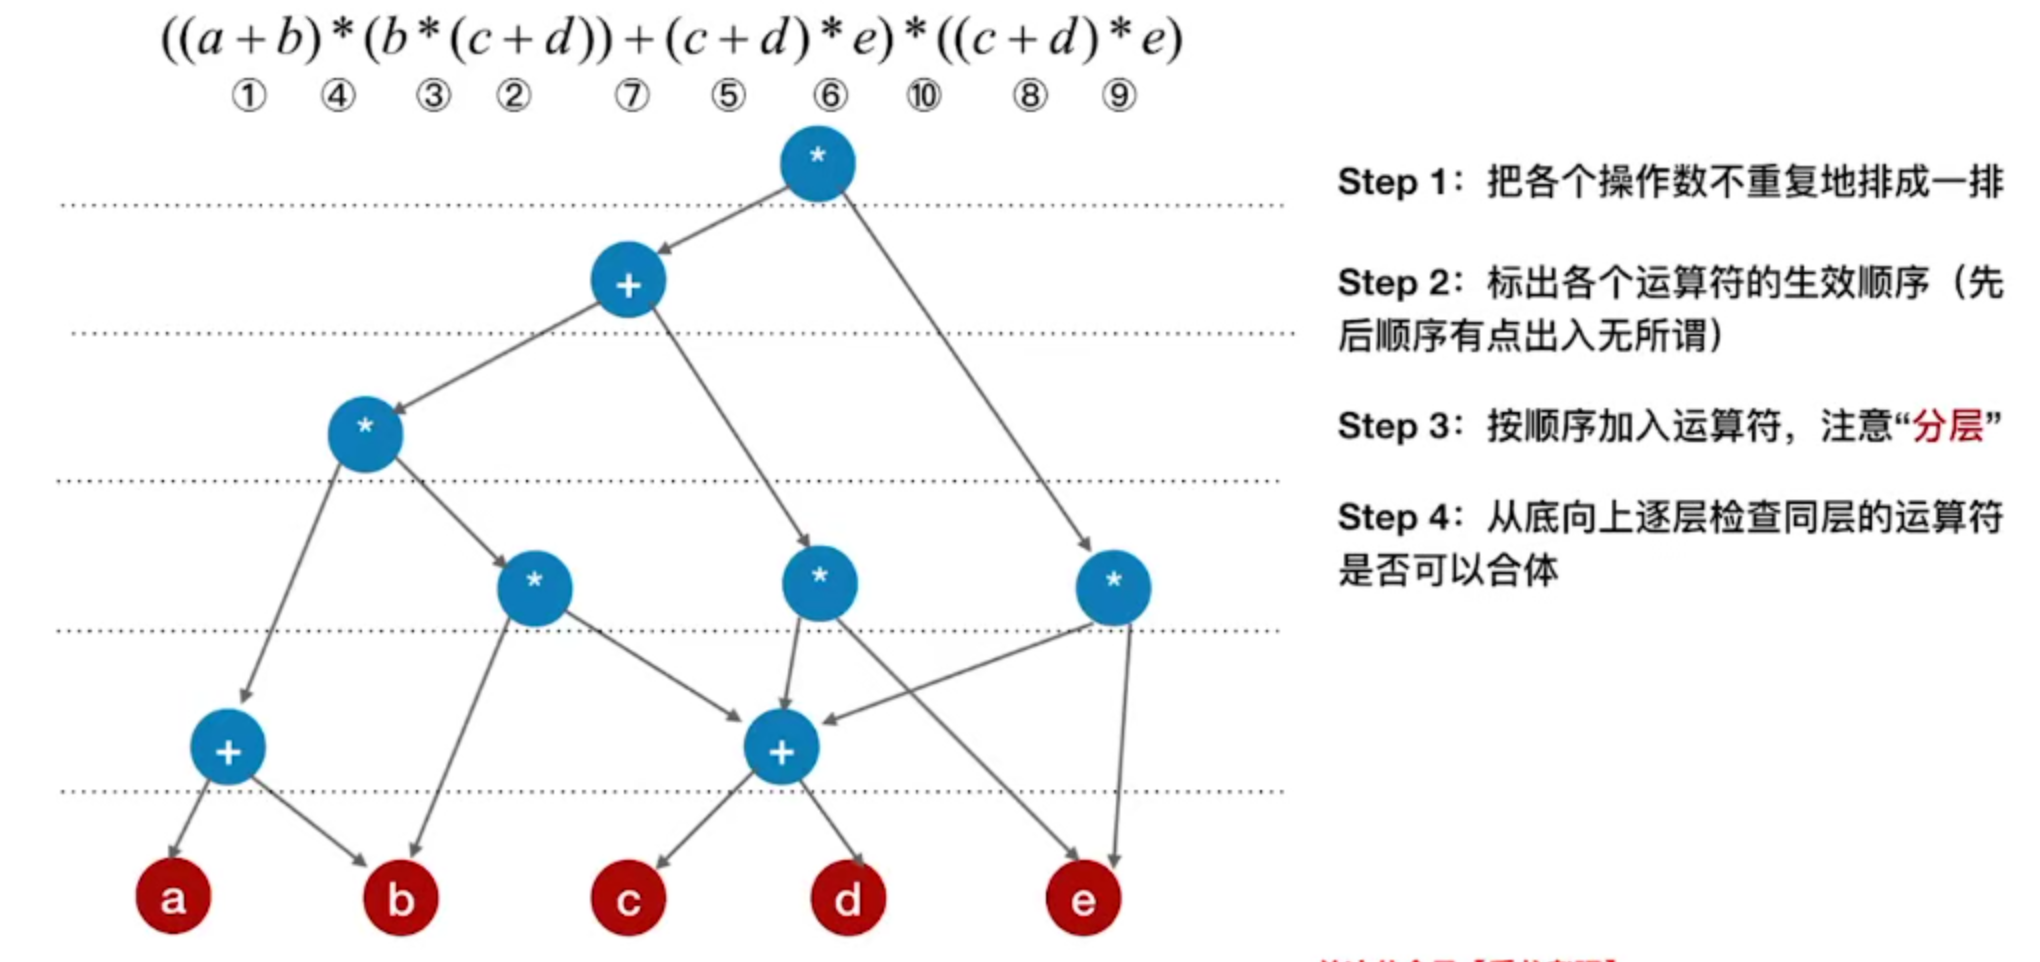 ((a+b)*(b*(c+d))+(c+d)*e)*((c+d)*e)
① ④ ③ ② ⑦ ⑤ ⑥ ⑩ ⑧ ⑨
*
+
*
* * *
+ +
a b c d e
Step 1：把各个操作数不重复地排成一排
Step 2：标出各个运算符的生效顺序（先
后顺序有点出入无所谓）
Step 3：按顺序加入运算符，注意“分层”
Step 4：从底向上逐层检查同层的运算符
是否可以合体